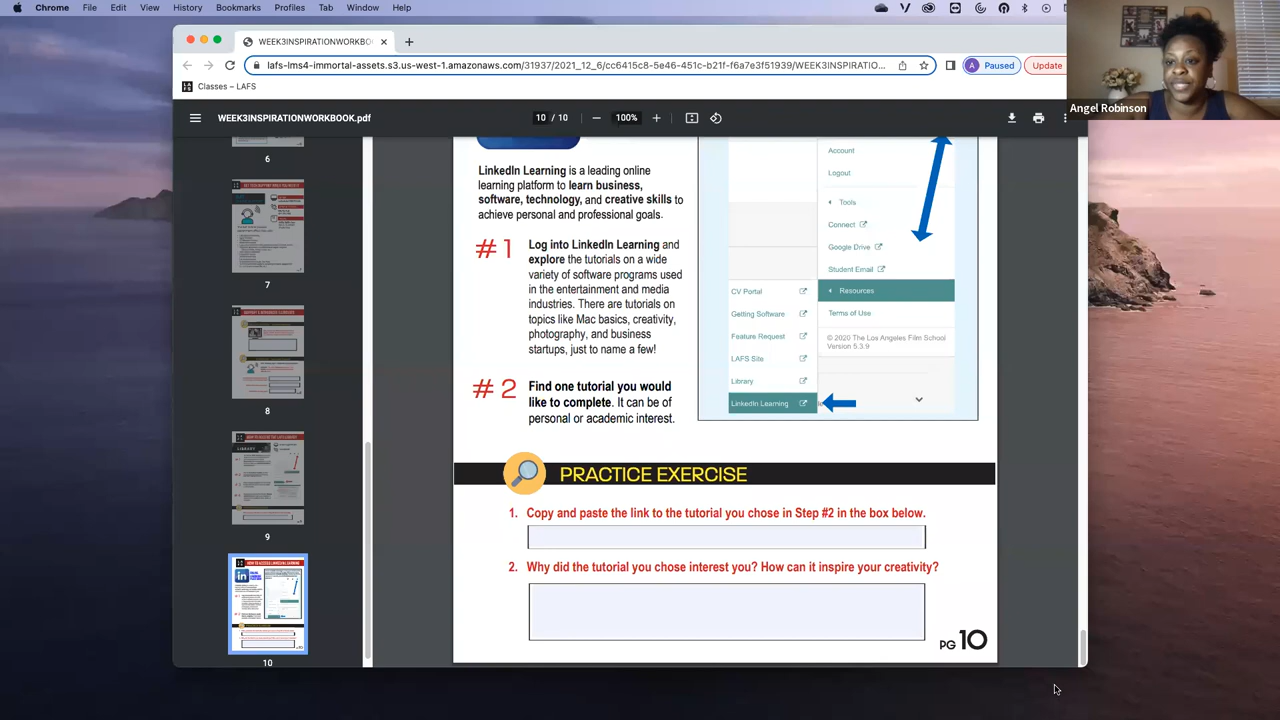 Chrome File Edit View History Bookmarks Profiles Tab Window Help
WEEK3INSPIRATIONWORKB
lafs-lms4-immortal-assets.s3.us-west-1.amazonaws.com/31937/2021_12_6/cc6415c8-5e46-451c-b21f-f6a7e3f51939/WEEK3INSPIRATIO... A Paused Update
Classes – LAFS
Angel Robinson
WEEK3INSPIRATIONWORKBOOK.pdf 10 / 10 100%
6
7
8
9
10
LinkedIn Learning is a leading online
learning platform to learn business,
software, technology, and creative skills to
achieve personal and professional goals.
#1 Log into LinkedIn Learning and
explore the tutorials on a wide
variety of software programs used
in the entertainment and media
industries. There are tutorials on
topics like Mac basics, creativity,
photography, and business
startups, just to name a few!
#2 Find one tutorial you would
like to complete. It can be of
personal or academic interest.
Account
Logout
Tools
Connect
Google Drive
Student Email
Resources
Terms of Use
© 2020 The Los Angeles Film School
Version 5.3.9
CV Portal
Getting Software
Feature Request
LAFS Site
Library
LinkedIn Learning
PRACTICE EXERCISE
1. Copy and paste the link to the tutorial you chose in Step #2 in the box below.
2. Why did the tutorial you chose interest you? How can it inspire your creativity?
PG 10